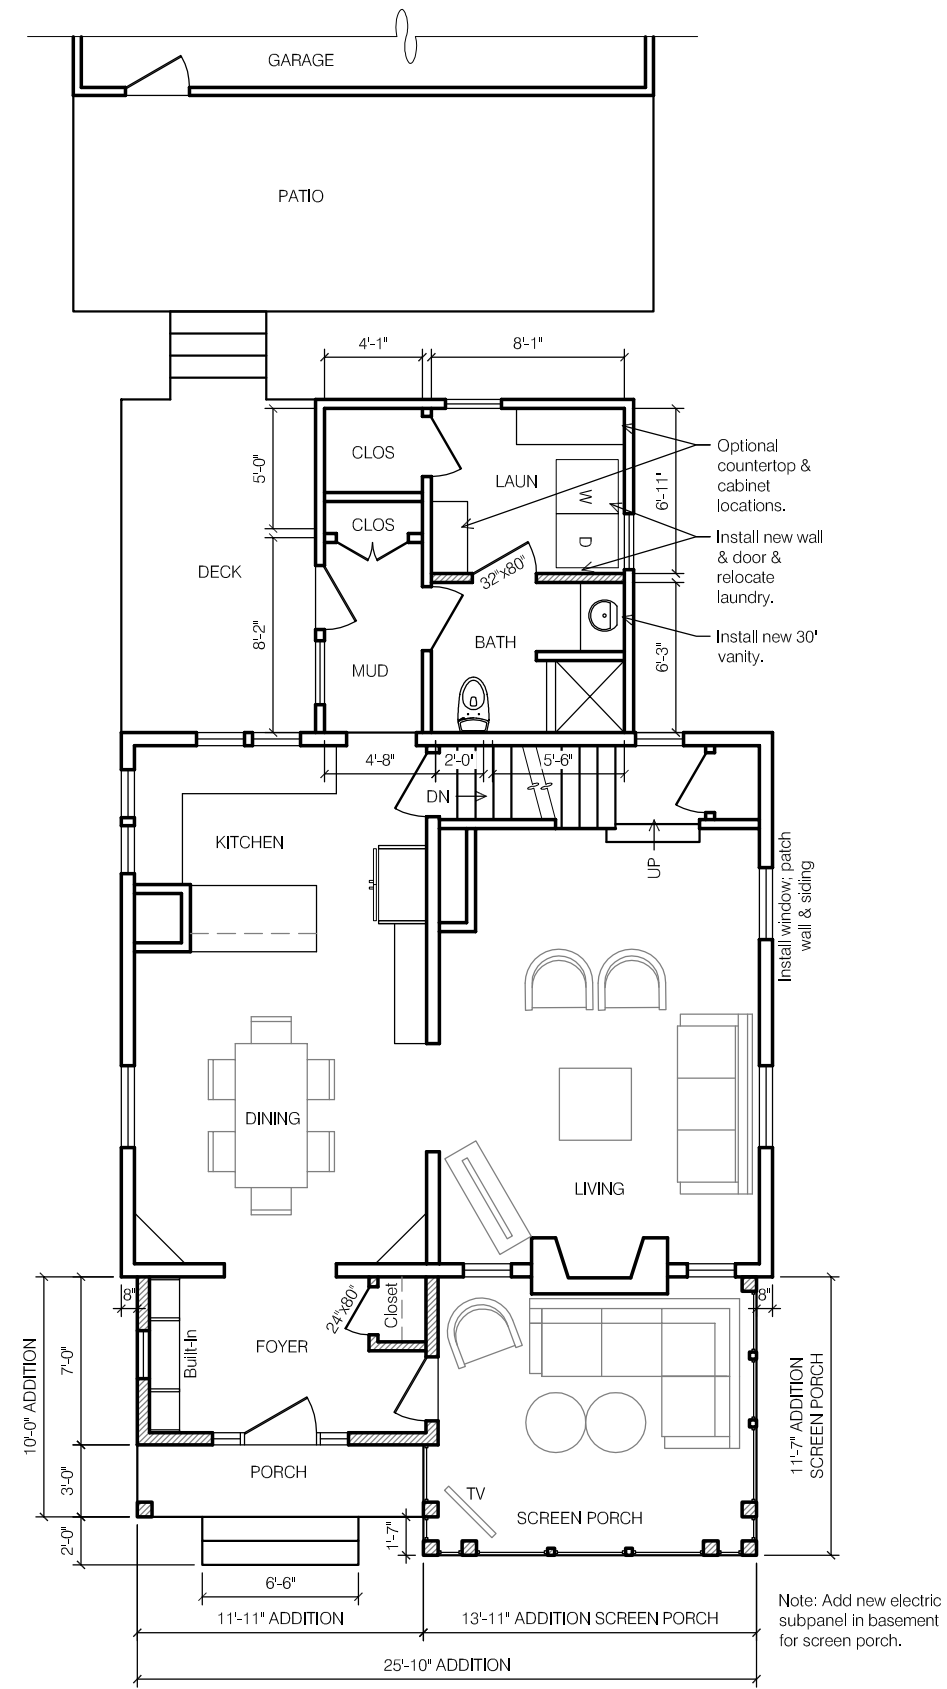 GARAGE
PATIO
4'-1"
8'-1"
5'-0"
CLOS
LAUN
W
D
6'-11'
Optional
countertop &
cabinet
locations.
CLOS
Install new wall
& door &
relocate
laundry.
DECK
32"x80"
8'-2"
MUD
BATH
6'-3"
Install new 30'
vanity.
4'-8"
2'-0'
5'-6"
DN
KITCHEN
UP
Install window; patch
wall & siding
DINING
LIVING
8"
24"x80"
Closet
8"
10'-0" ADDITION
7'-0"
Built-In
FOYER
11'-7" ADDITION
SCREEN PORCH
3'-0"
PORCH
TV
SCREEN PORCH
2'-0"
1'-7"
6'-6"
11'-11" ADDITION
13'-11" ADDITION SCREEN PORCH
Note: Add new electric
subpanel in basement
for screen porch.
25'-10" ADDITION